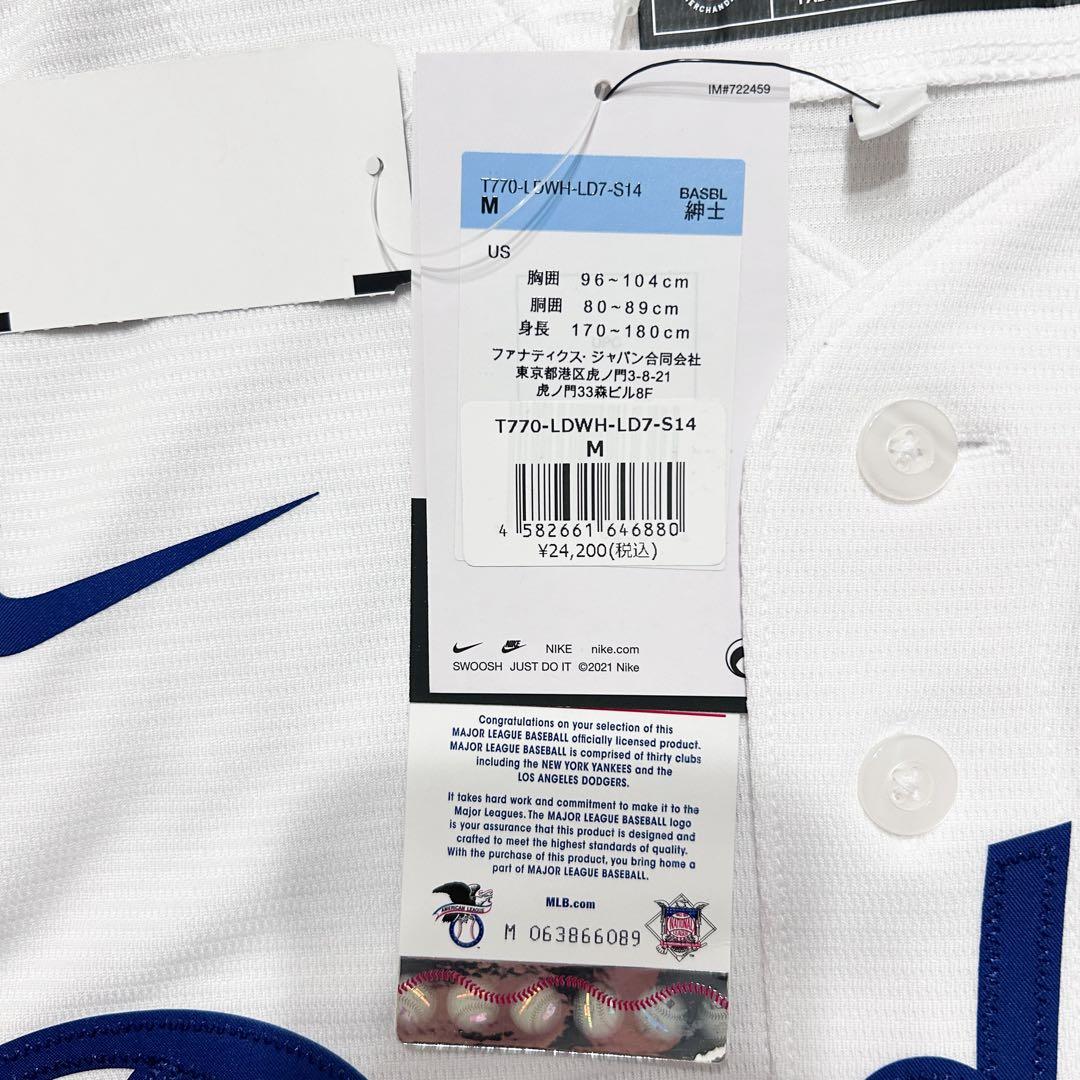 IM#722459
T770-LDWH-LD7-S14
M
BASBL
紳士
US
胸囲 96~104cm
胴囲 80~89cm
身長 170~180cm
ファナティクス・ジャパン合同会社
東京都港区虎ノ門3-8-21
虎ノ門33森ビル8F
T770-LDWH-LD7-S14
M
4 582661 646880
¥24,200(税込)
NIKE NIKE nike.com
SWOOSH JUST DO IT ©2021 Nike
Congratulations on your selection of this
MAJOR LEAGUE BASEBALL officially licensed product.
MAJOR LEAGUE BASEBALL is comprised of thirty clubs
including the NEW YORK YANKEES and the
LOS ANGELES DODGERS.
It takes hard work and commitment to make it to the
Major Leagues. The MAJOR LEAGUE BASEBALL logo
is your assurance that this product is designed and
crafted to meet the highest standards of quality.
With the purchase of this product, you bring home a
part of MAJOR LEAGUE BASEBALL.
MLB.com
AMERICAN LEAGUE
M 063866089
NATIONAL LEAGUE
d